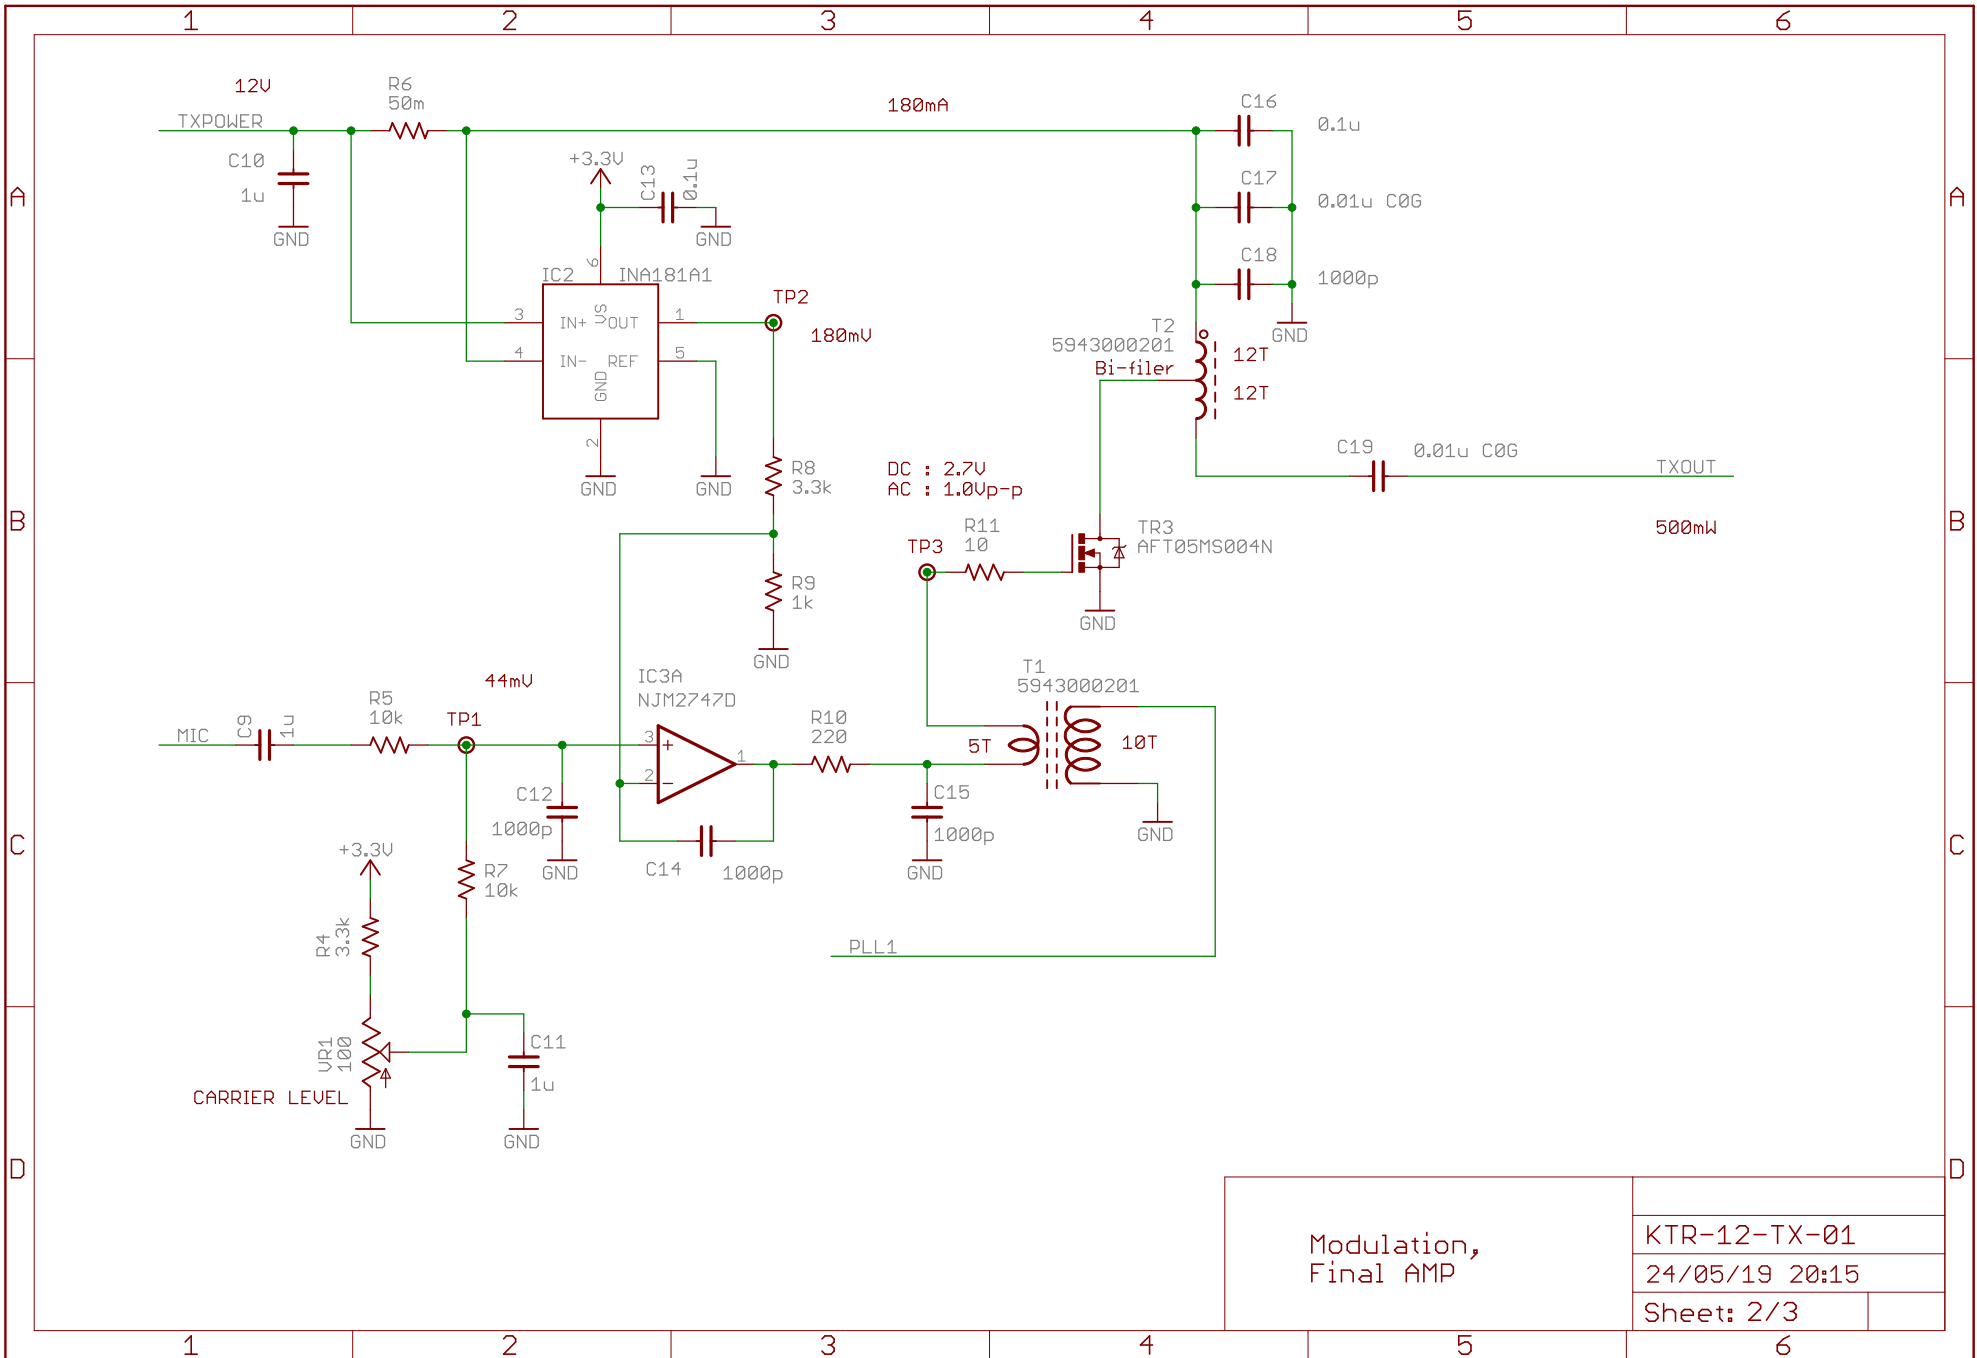 1 2 3 4 5 6
A
A
B
B
C
C
D
D
12V
TXPOWER
R6
50m
180mA
C10
1u
GND
+3.3V
C13
0.1u
GND
C16
0.1u
C17
0.01u C0G
C18
1000p
GND
IC2
INA181A1
6
VS
3
IN+
OUT
1
4
IN-
REF
5
GND
2
GND
GND
TP2
180mV
T2
5943000201
Bi-filer
12T
12T
R8
3.3k
DC : 2.7V
AC : 1.0Vp-p
C19
0.01u C0G
TXOUT
500mW
R11
10
TP3
TR3
AFT05MS004N
GND
R9
1k
GND
44mV
IC3A
NJM2747D
T1
5943000201
MIC
C9
1u
R5
10k
TP1
3
+
2
-
1
R10
220
5T
10T
C12
1000p
GND
C14
1000p
C15
1000p
GND
GND
+3.3V
R7
10k
R4
3.3k
PLL1
VR1
100
C11
1u
CARRIER LEVEL
GND
GND
Modulation,
Final AMP
KTR-12-TX-01
24/05/19 20:15
Sheet: 2/3
1 2 3 4 5 6